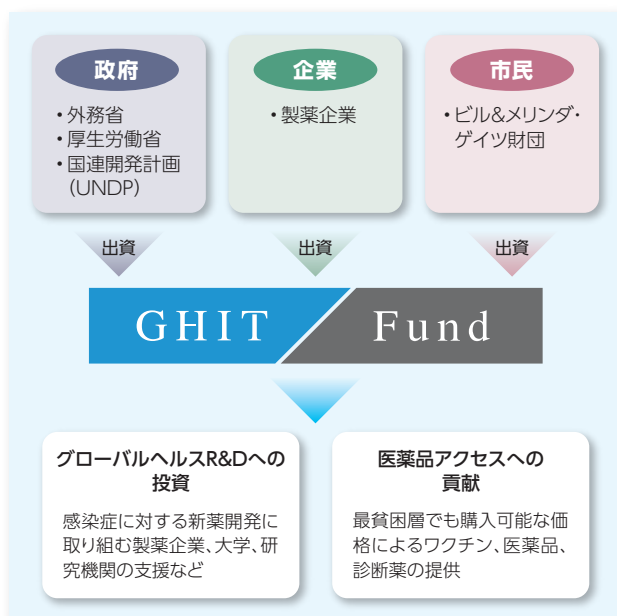 政府
・外務省
・厚生労働省
・国連開発計画
(UNDP)
企業
・製薬企業
市民
・ビル&メリンダ・
ゲイツ財団
出資
出資
出資
GHIT Fund
グローバルヘルスR&Dへの
投資
感染症に対する新薬開発に
取り組む製薬企業、大学、研
究機関の支援など
医薬品アクセスへの
貢献
最貧困層でも購入可能な価
格によるワクチン、医薬品、
診断薬の提供